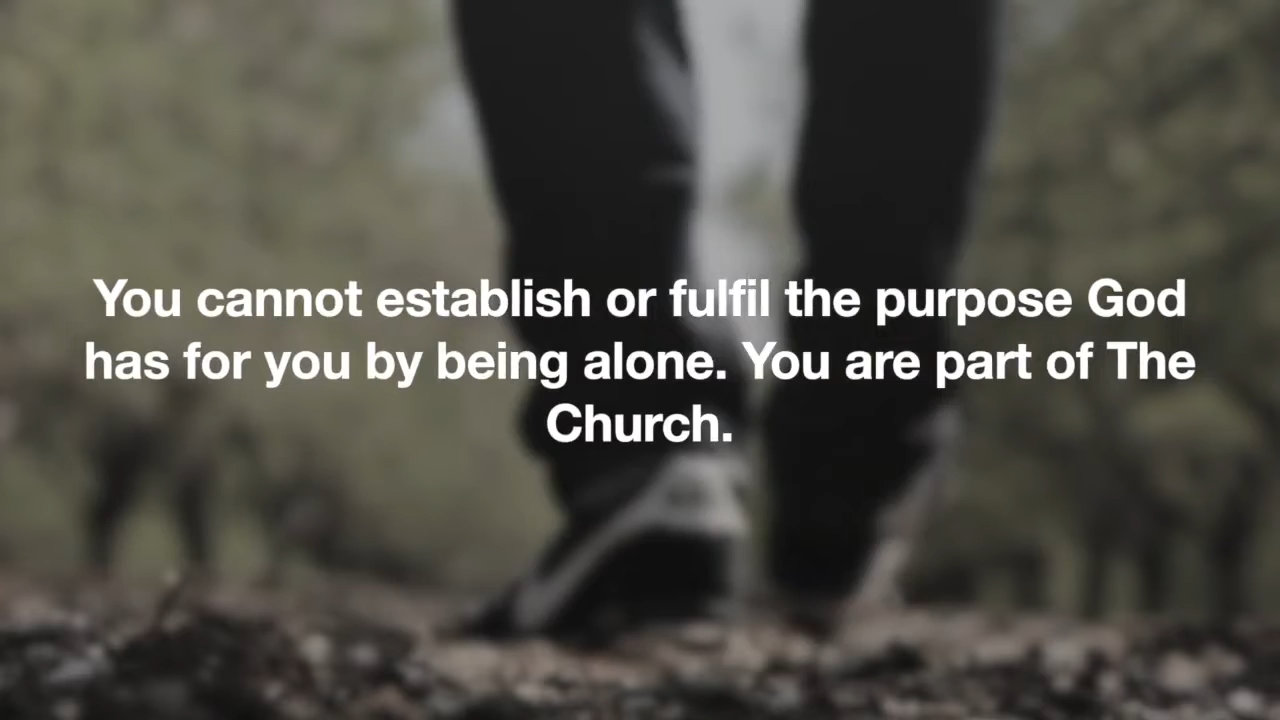 You cannot establish or fulfil the purpose God
has for you by being alone. You are part of The
Church.